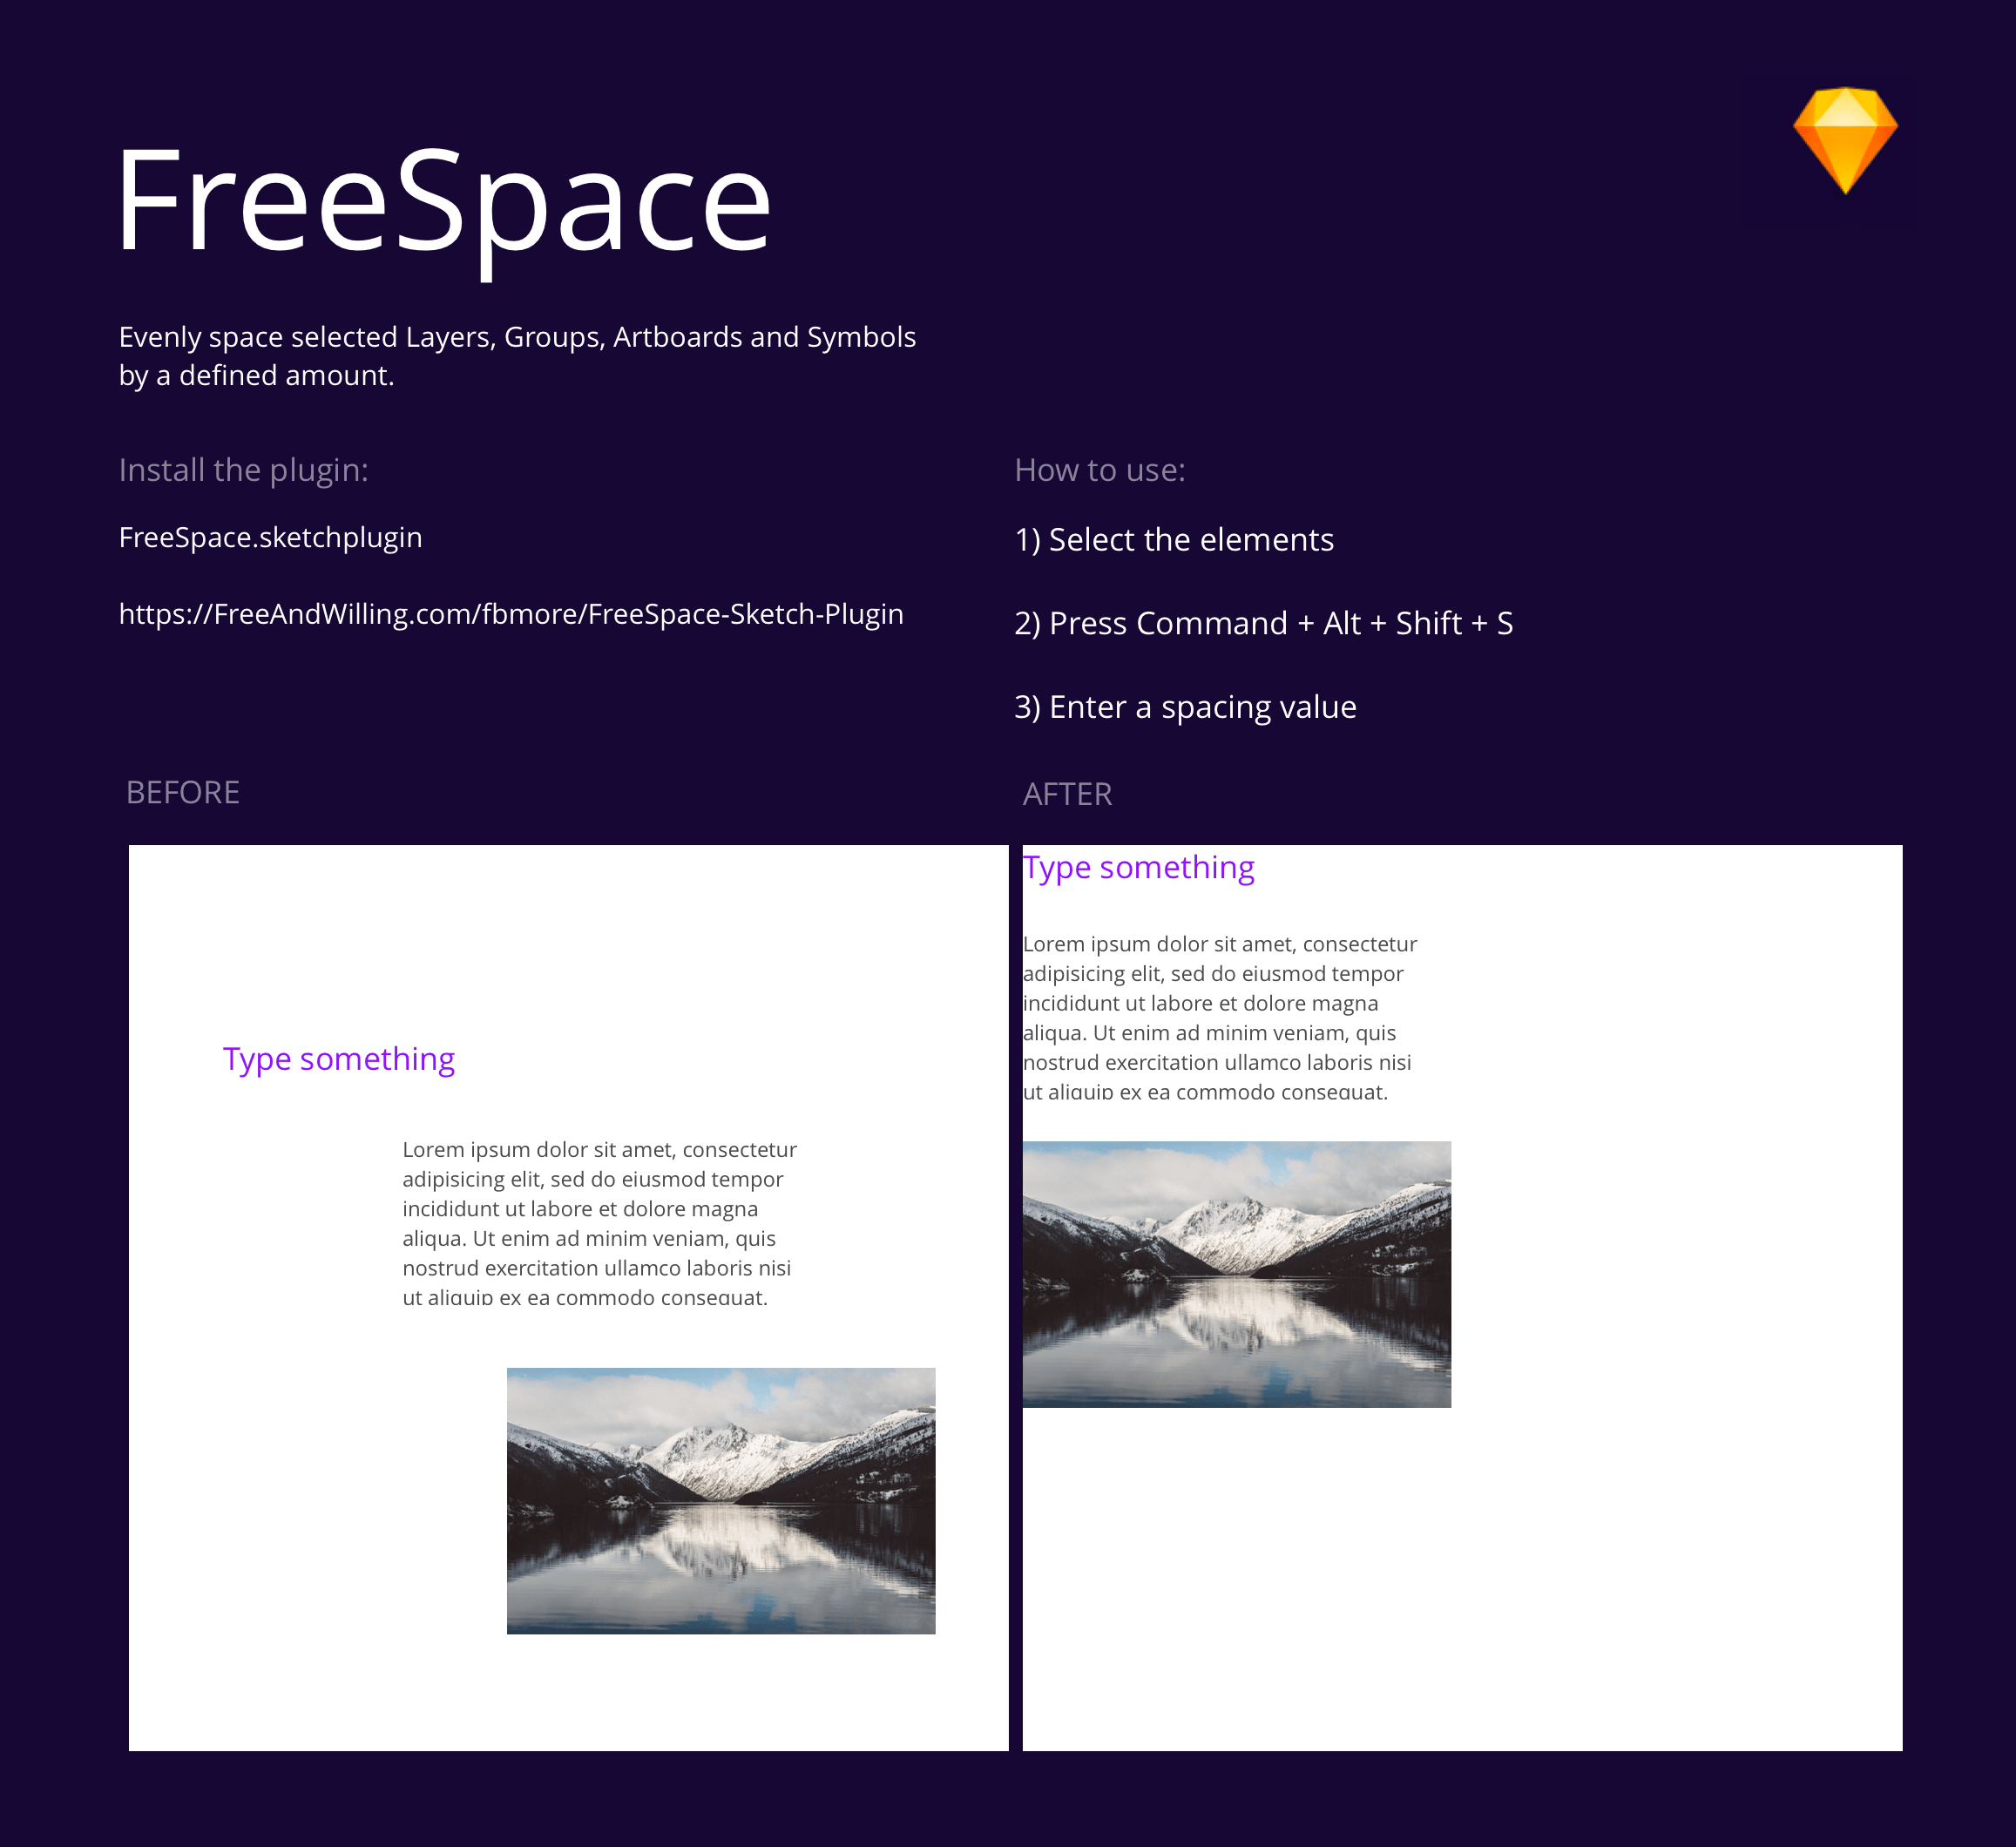 FreeSpace
Evenly space selected Layers, Groups, Artboards and Symbols
by a defined amount.
Install the plugin:
FreeSpace.sketchplugin
https://FreeAndWilling.com/fbmore/FreeSpace-Sketch-Plugin
How to use:
1) Select the elements
2) Press Command + Alt + Shift + S
3) Enter a spacing value
BEFORE
Type something
Lorem ipsum dolor sit amet, consectetur
adipisicing elit, sed do eiusmod tempor
incididunt ut labore et dolore magna
aliqua. Ut enim ad minim veniam, quis
nostrud exercitation ullamco laboris nisi
ut aliquip ex ea commodo consequat.
AFTER
Type something
Lorem ipsum dolor sit amet, consectetur
adipisicing elit, sed do eiusmod tempor
incididunt ut labore et dolore magna
aliqua. Ut enim ad minim veniam, quis
nostrud exercitation ullamco laboris nisi
ut aliquip ex ea commodo consequat.